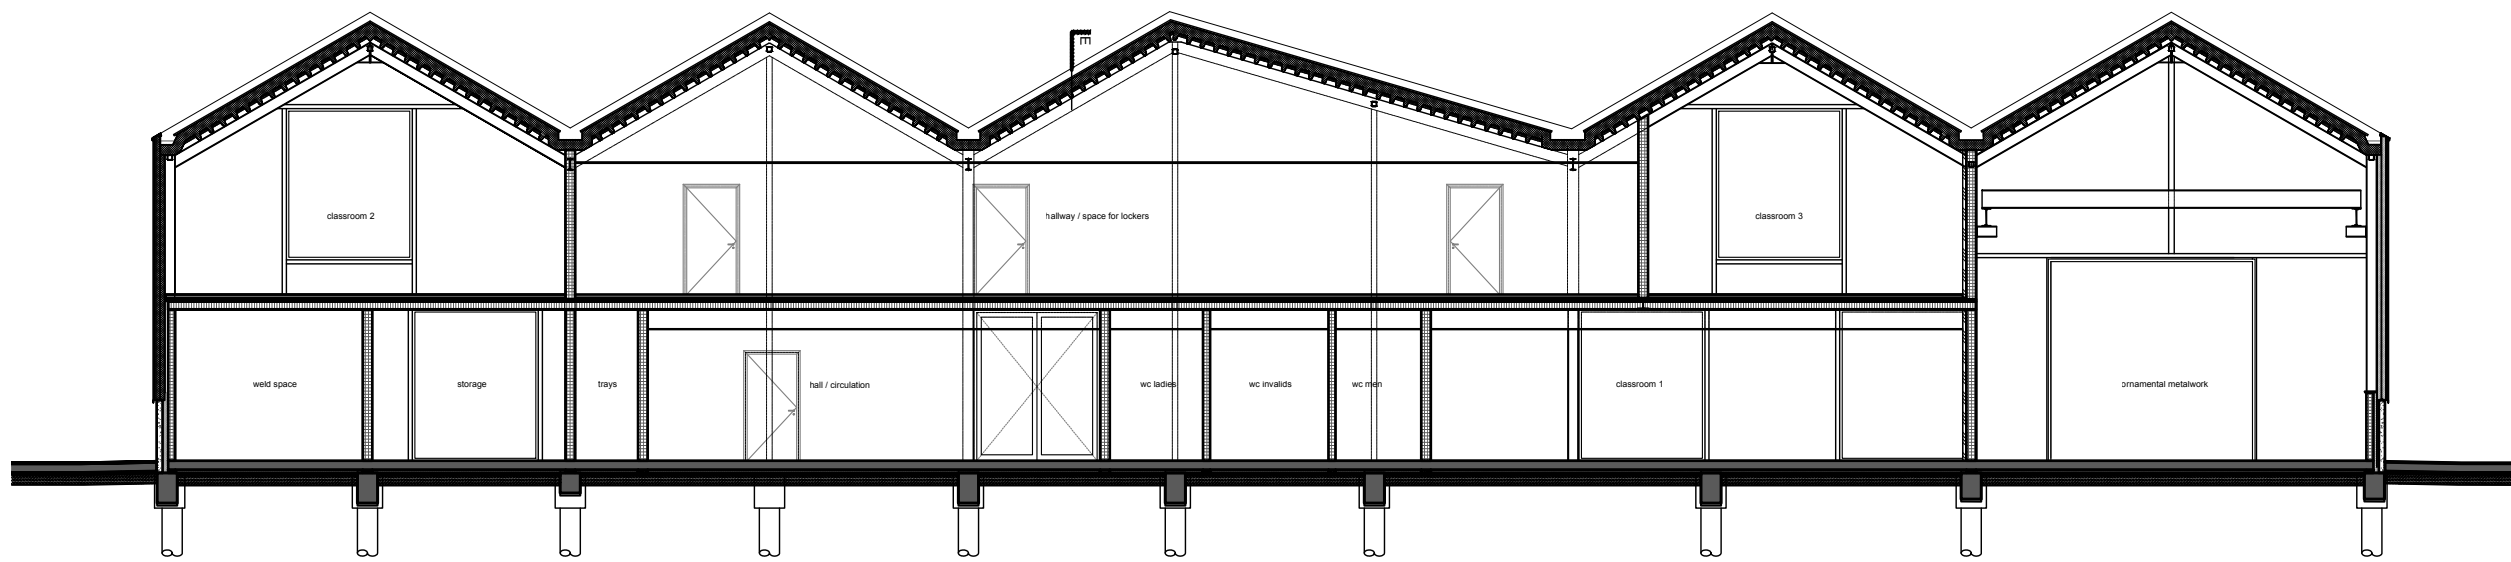 classroom 2
hallway / space for lockers
classroom 3
weld space
storage
trays
hall / circulation
wc ladies
wc invalids
wc men
classroom 1
ornamental metalwork